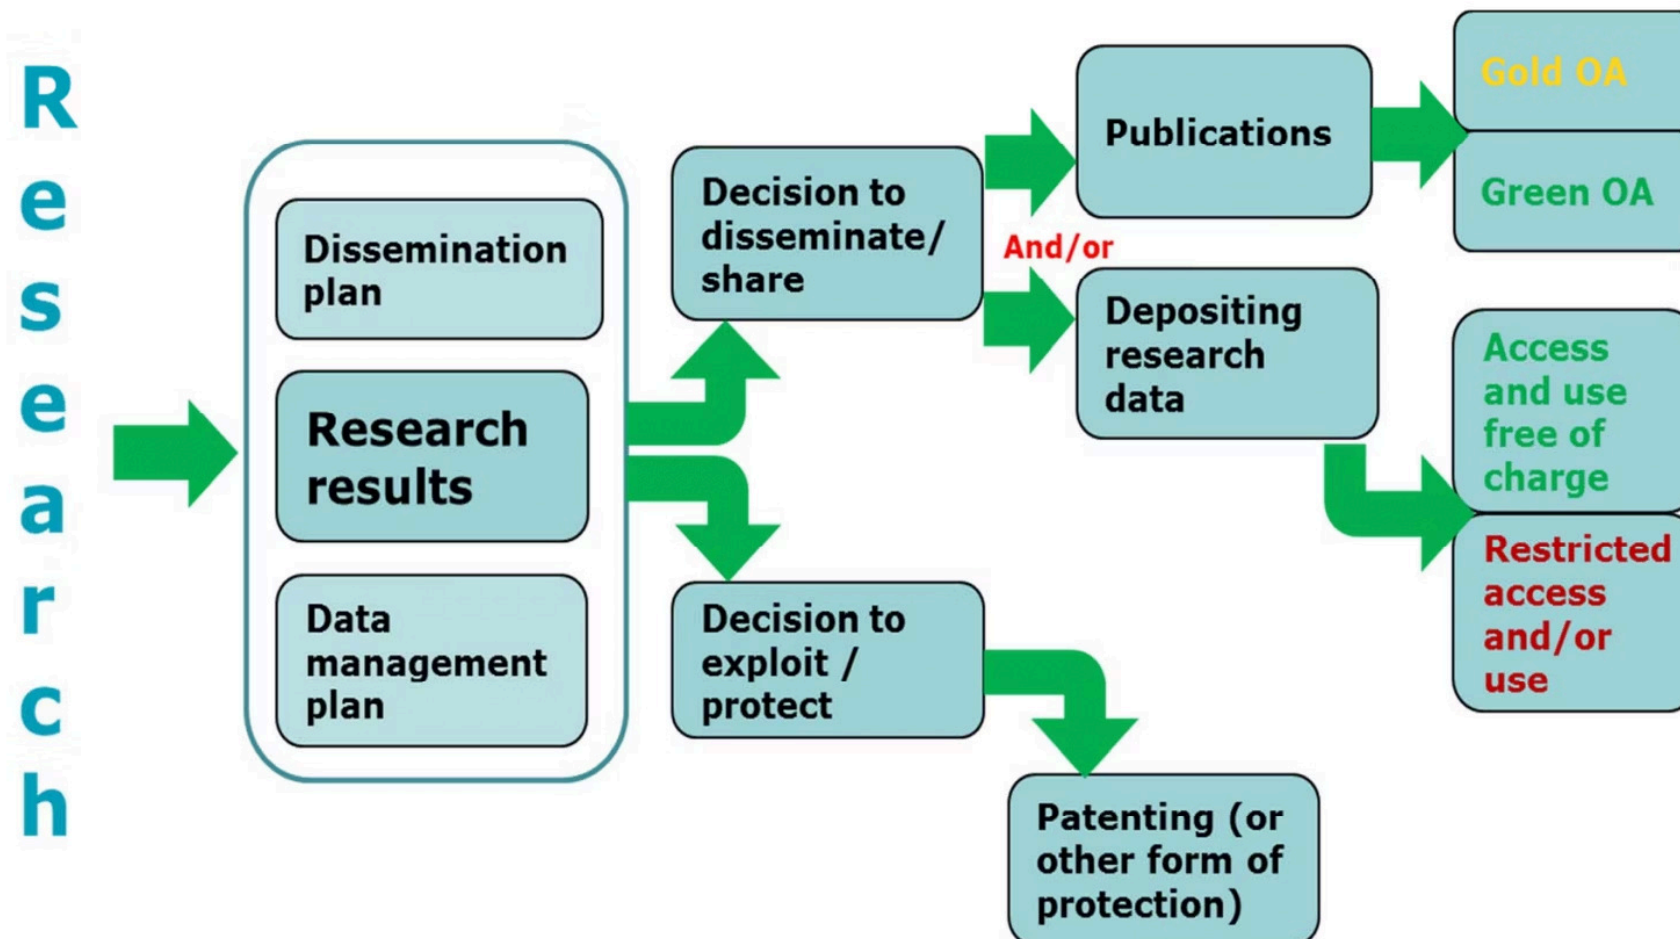 Research
Dissemination
plan
Research
results
Data
management
plan
Decision to
disseminate/
share
Decision to
exploit /
protect
And/or
Publications
Depositing
research
data
Patenting (or
other form of
protection)
Gold OA
Green OA
Access
and use
free of
charge
Restricted
access
and/or
use